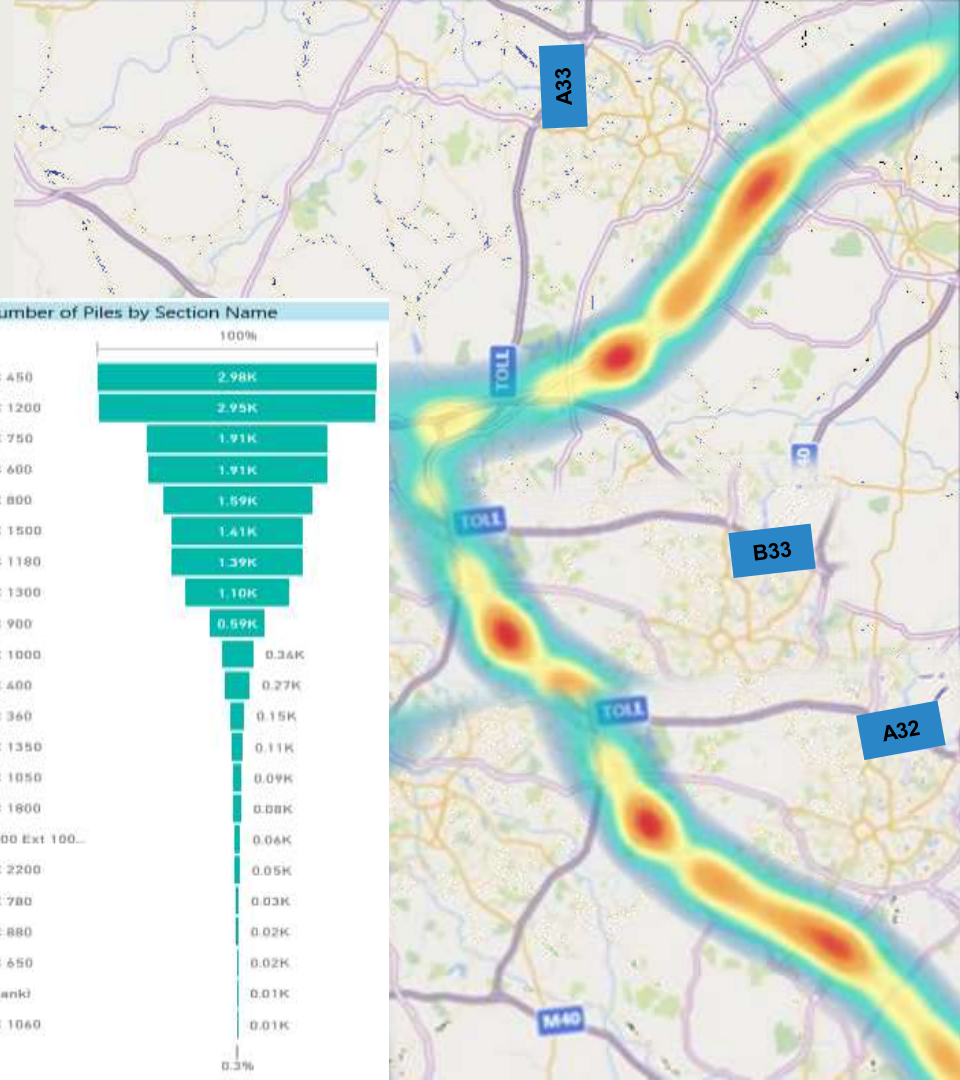 A33
umber of Piles by Section Name
100%
450 2.98K
1200 2.95K
750 1.91K
600 1.91K
800 1.59K
1500 1.41K
1180 1.39K
1300 1.10K
900 0.59K
1000 0.34K
400 0.27K
360 0.15K
1350 0.11K
1050 0.09K
1800 0.08K
00 Ext 100...
0.06K
2200 0.05K
780 0.03K
880 0.02K
650 0.02K
ank) 0.01K
1060 0.01K
0.3%
TOLL
40
TOLL
B33
TOLL
A32
M40